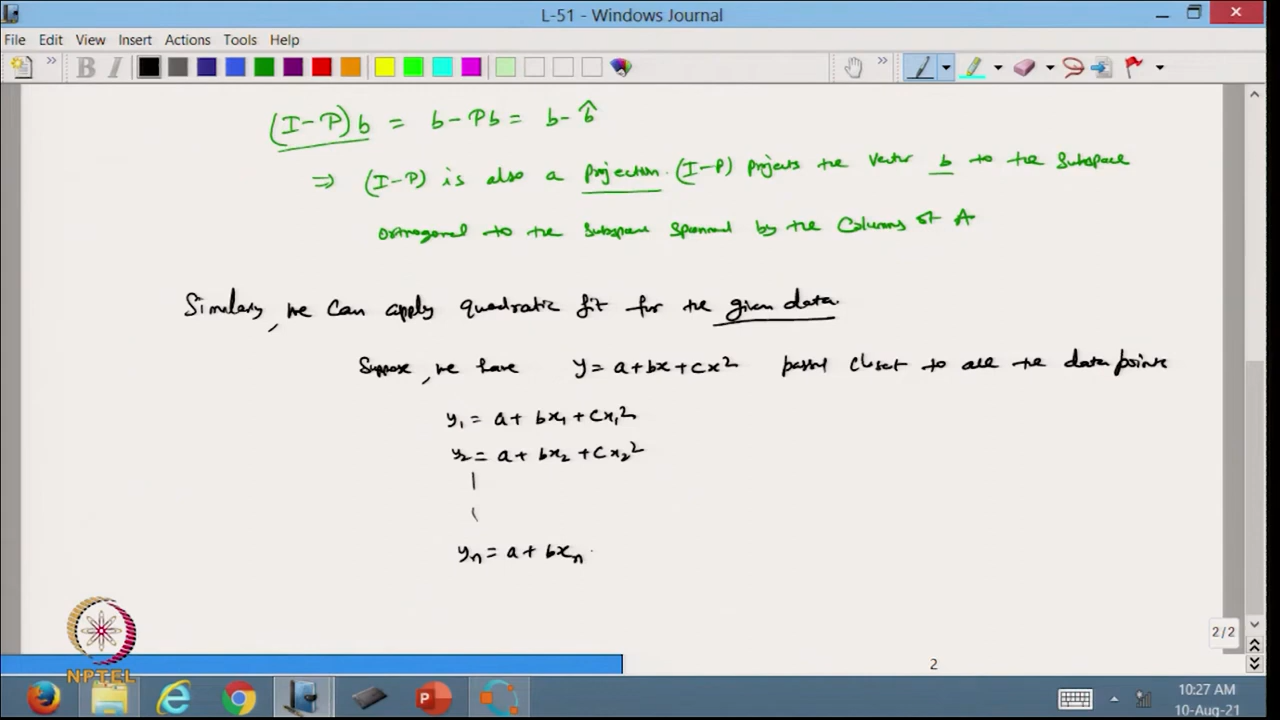 L-51 - Windows Journal
File Edit View Insert Actions Tools Help
(I-P)b = b-Pb = b-b̂
⇒ (I-P) is also a projection. (I-P) projects the vector b to the subspace
orthogonal to the subspace spanned by the columns of A
Similarly, we can apply quadratic fit for the given data.
Suppose, we have y = a+bx+cx² passes closet to all the data points
y₁ = a+ bx₁ + cx₁²
y₂ = a+ bx₂ + cx₂²
yₙ = a+ bxₙ
2/2
2
NPTEL
10:27 AM
10-Aug-21